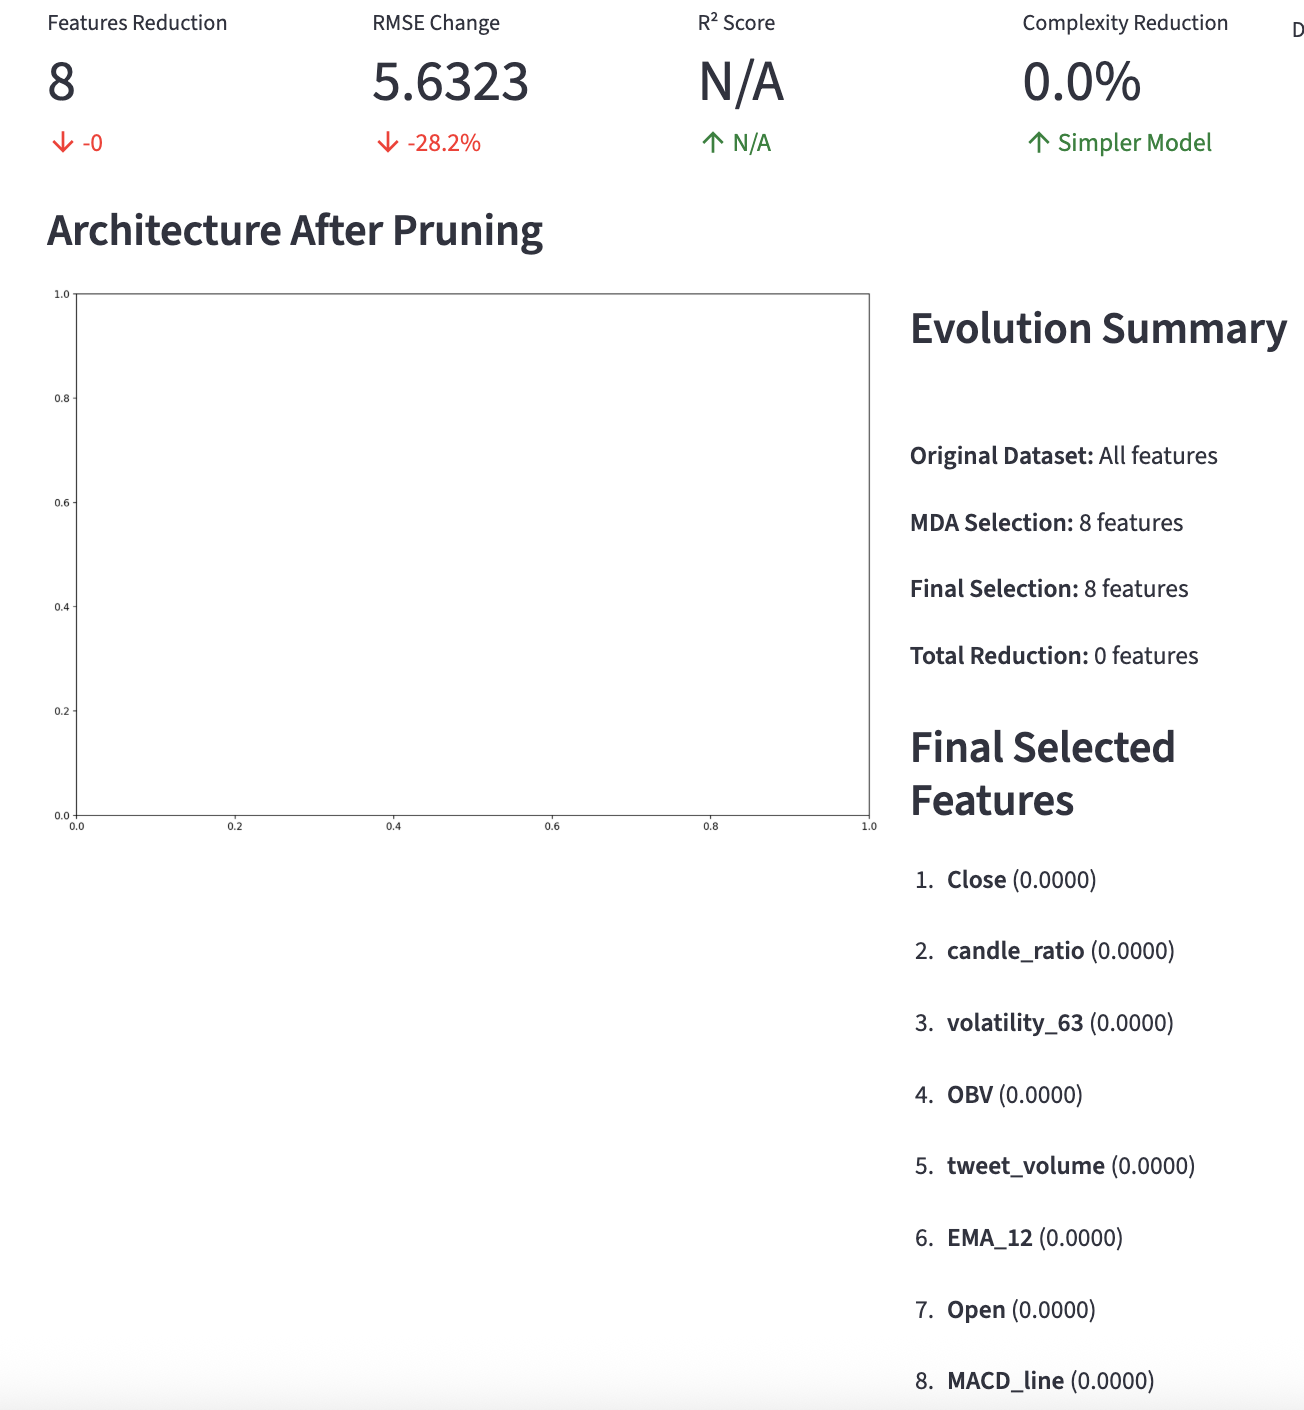 Features Reduction
RMSE Change
R² Score
Complexity Reduction
D
8
5.6323
N/A
0.0%
↓ -0
↓ -28.2%
↑ N/A
↑ Simpler Model
Architecture After Pruning
1.0
0.8
0.6
0.4
0.2
0.0
0.0
0.2
0.4
0.6
0.8
1.0
Evolution Summary
Original Dataset: All features
MDA Selection: 8 features
Final Selection: 8 features
Total Reduction: 0 features
Final Selected
Features
1. Close (0.0000)
2. candle_ratio (0.0000)
3. volatility_63 (0.0000)
4. OBV (0.0000)
5. tweet_volume (0.0000)
6. EMA_12 (0.0000)
7. Open (0.0000)
8. MACD_line (0.0000)